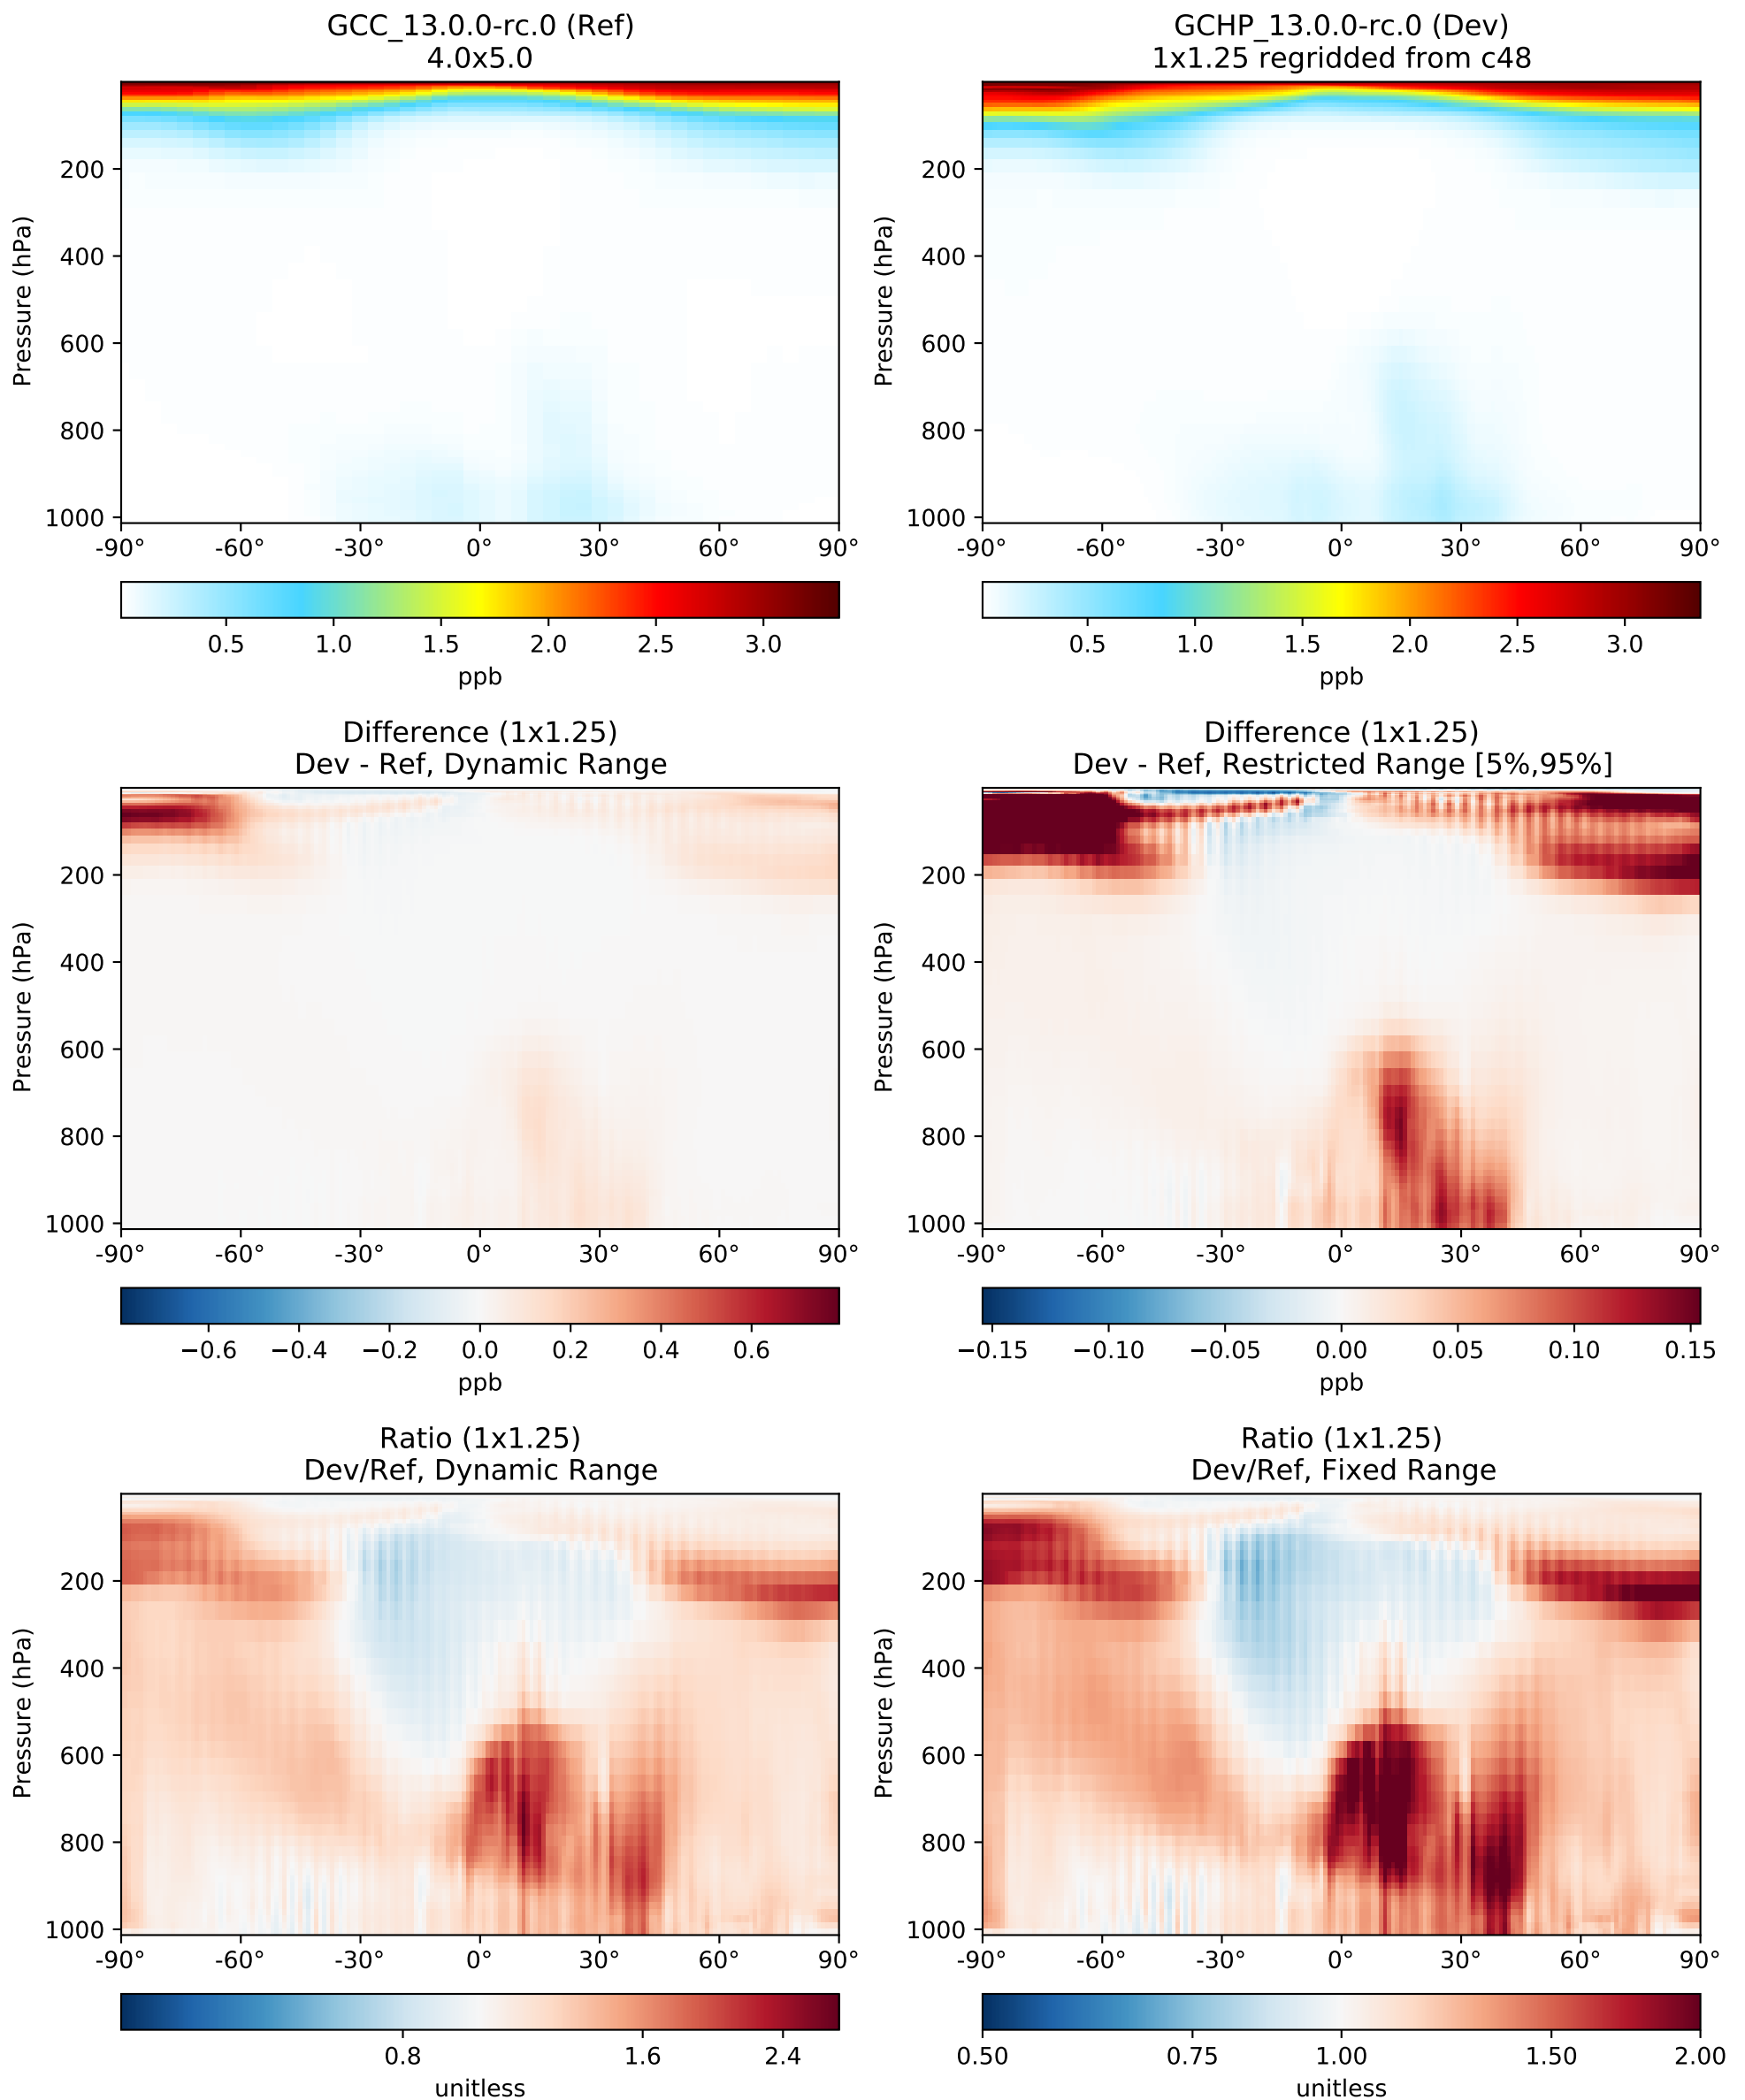 GCC_13.0.0-rc.0 (Ref)
4.0x5.0
Pressure (hPa)
200
400
600
800
1000
-90° -60° -30° 0° 30° 60° 90°
0.5 1.0 1.5 2.0 2.5 3.0
ppb
GCHP_13.0.0-rc.0 (Dev)
1x1.25 regridded from c48
Pressure (hPa)
200
400
600
800
1000
-90° -60° -30° 0° 30° 60° 90°
0.5 1.0 1.5 2.0 2.5 3.0
ppb
Difference (1x1.25)
Dev - Ref, Dynamic Range
Pressure (hPa)
200
400
600
800
1000
-90° -60° -30° 0° 30° 60° 90°
−0.6 −0.4 −0.2 0.0 0.2 0.4 0.6
ppb
Difference (1x1.25)
Dev - Ref, Restricted Range [5%,95%]
Pressure (hPa)
200
400
600
800
1000
-90° -60° -30° 0° 30° 60° 90°
−0.15 −0.10 −0.05 0.00 0.05 0.10 0.15
ppb
Ratio (1x1.25)
Dev/Ref, Dynamic Range
Pressure (hPa)
200
400
600
800
1000
-90° -60° -30° 0° 30° 60° 90°
0.8 1.6 2.4
unitless
Ratio (1x1.25)
Dev/Ref, Fixed Range
Pressure (hPa)
200
400
600
800
1000
-90° -60° -30° 0° 30° 60° 90°
0.50 0.75 1.00 1.50 2.00
unitless